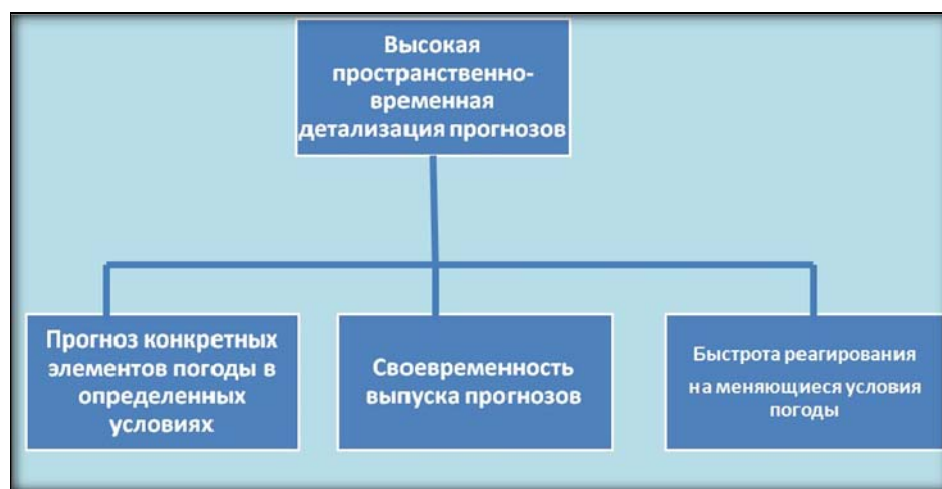 Высокая
пространственно-
временная
детализация прогнозов
Прогноз конкретных
элементов погоды в
определенных
условиях
Своевременность
выпуска прогнозов
Быстрота реагирования
на меняющиеся условия
погоды